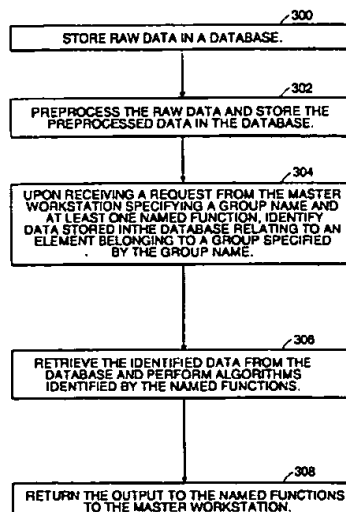 300
STORE RAW DATA IN A DATABASE.
302
PREPROCESS THE RAW DATA AND STORE THE
PREPROCESSED DATA IN THE DATABASE.
304
UPON RECEIVING A REQUEST FROM THE MASTER
WORKSTATION SPECIFYING A GROUP NAME AND
AT LEAST ONE NAMED FUNCTION, IDENTIFY
DATA STORED INTHE DATABASE RELATING TO AN
ELEMENT BELONGING TO A GROUP SPECIFIED
BY THE GROUP NAME.
306
RETRIEVE THE IDENTIFIED DATA FROM THE
DATABASE AND PERFORM ALGORITHMS
IDENTIFIED BY THE NAMED FUNCTIONS.
308
RETURN THE OUTPUT TO THE NAMED FUNCTIONS
TO THE MASTER WORKSTATION.